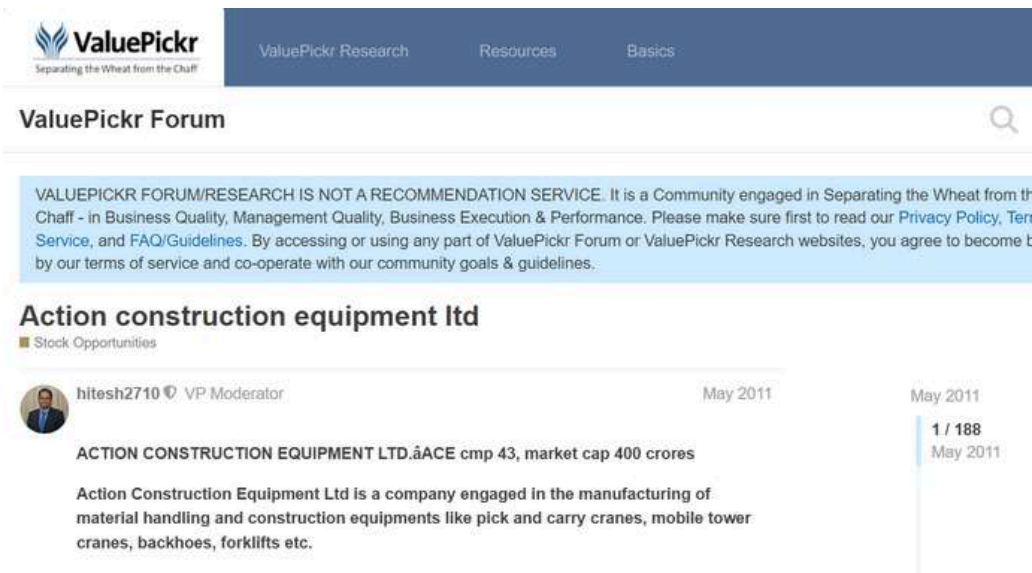 ValuePickr
Separating the Wheat from the Chaff
ValuePickr Research Resources Basics
ValuePickr Forum
VALUEPICKR FORUM/RESEARCH IS NOT A RECOMMENDATION SERVICE. It is a Community engaged in Separating the Wheat from th
Chaff - in Business Quality, Management Quality, Business Execution & Performance. Please make sure first to read our Privacy Policy, Ter
Service, and FAQ/Guidelines. By accessing or using any part of ValuePickr Forum or ValuePickr Research websites, you agree to become b
by our terms of service and co-operate with our community goals & guidelines.
Action construction equipment ltd
Stock Opportunities
hitesh2710 VP Moderator May 2011
ACTION CONSTRUCTION EQUIPMENT LTD.âACE cmp 43, market cap 400 crores
Action Construction Equipment Ltd is a company engaged in the manufacturing of
material handling and construction equipments like pick and carry cranes, mobile tower
cranes, backhoes, forklifts etc.
May 2011
1 / 188
May 2011